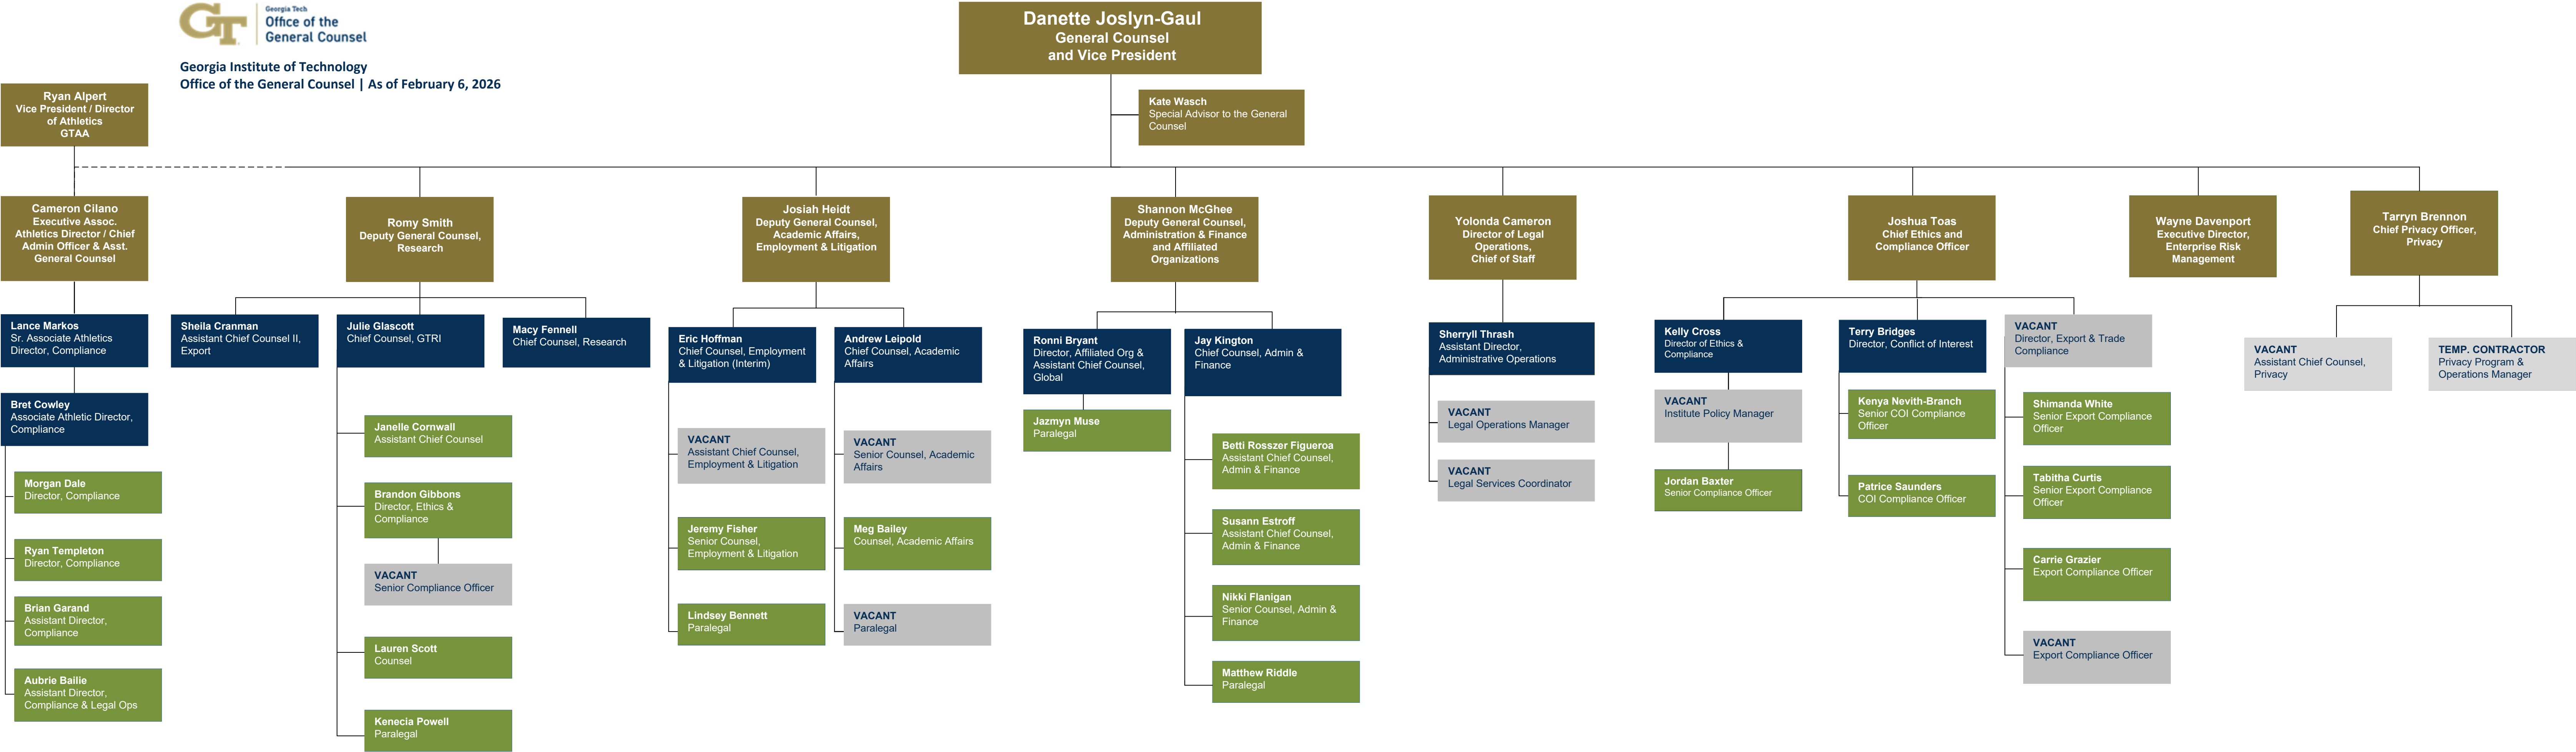 GT
Georgia Tech
Office of the
General Counsel
Georgia Institute of Technology
Office of the General Counsel | As of February 6, 2026
Danette Joslyn-Gaul
General Counsel
and Vice President
Kate Wasch
Special Advisor to the General
Counsel
Ryan Alpert
Vice President / Director
of Athletics
GTAA
Cameron Cilano
Executive Assoc.
Athletics Director / Chief
Admin Officer & Asst.
General Counsel
Lance Markos
Sr. Associate Athletics
Director, Compliance
Bret Cowley
Associate Athletic Director,
Compliance
Morgan Dale
Director, Compliance
Ryan Templeton
Director, Compliance
Brian Garand
Assistant Director,
Compliance
Aubrie Bailie
Assistant Director,
Compliance & Legal Ops
Romy Smith
Deputy General Counsel,
Research
Sheila Cranman
Assistant Chief Counsel II,
Export
Julie Glascott
Chief Counsel, GTRI
Janelle Cornwall
Assistant Chief Counsel
Brandon Gibbons
Director, Ethics &
Compliance
VACANT
Senior Compliance Officer
Lauren Scott
Counsel
Kenecia Powell
Paralegal
Macy Fennell
Chief Counsel, Research
Josiah Heidt
Deputy General Counsel,
Academic Affairs,
Employment & Litigation
Eric Hoffman
Chief Counsel, Employment
& Litigation (Interim)
VACANT
Assistant Chief Counsel,
Employment & Litigation
Jeremy Fisher
Senior Counsel,
Employment & Litigation
Lindsey Bennett
Paralegal
Andrew Leipold
Chief Counsel, Academic
Affairs
VACANT
Senior Counsel, Academic
Affairs
Meg Bailey
Counsel, Academic Affairs
VACANT
Paralegal
Shannon McGhee
Deputy General Counsel,
Administration & Finance
and Affiliated
Organizations
Ronni Bryant
Director, Affiliated Org &
Assistant Chief Counsel,
Global
Jazmyn Muse
Paralegal
Jay Kington
Chief Counsel, Admin &
Finance
Betti Rosszer Figueroa
Assistant Chief Counsel,
Admin & Finance
Susann Estroff
Assistant Chief Counsel,
Admin & Finance
Nikki Flanigan
Senior Counsel, Admin &
Finance
Matthew Riddle
Paralegal
Yolonda Cameron
Director of Legal
Operations,
Chief of Staff
Sherryll Thrash
Assistant Director,
Administrative Operations
VACANT
Legal Operations Manager
VACANT
Legal Services Coordinator
Joshua Toas
Chief Ethics and
Compliance Officer
Kelly Cross
Director of Ethics &
Compliance
VACANT
Institute Policy Manager
Jordan Baxter
Senior Compliance Officer
Terry Bridges
Director, Conflict of Interest
Kenya Nevith-Branch
Senior COI Compliance
Officer
Patrice Saunders
COI Compliance Officer
VACANT
Director, Export & Trade
Compliance
Shimanda White
Senior Export Compliance
Officer
Tabitha Curtis
Senior Export Compliance
Officer
Carrie Grazier
Export Compliance Officer
VACANT
Export Compliance Officer
Wayne Davenport
Executive Director,
Enterprise Risk
Management
Tarryn Brennon
Chief Privacy Officer,
Privacy
VACANT
Assistant Chief Counsel,
Privacy
TEMP. CONTRACTOR
Privacy Program &
Operations Manager